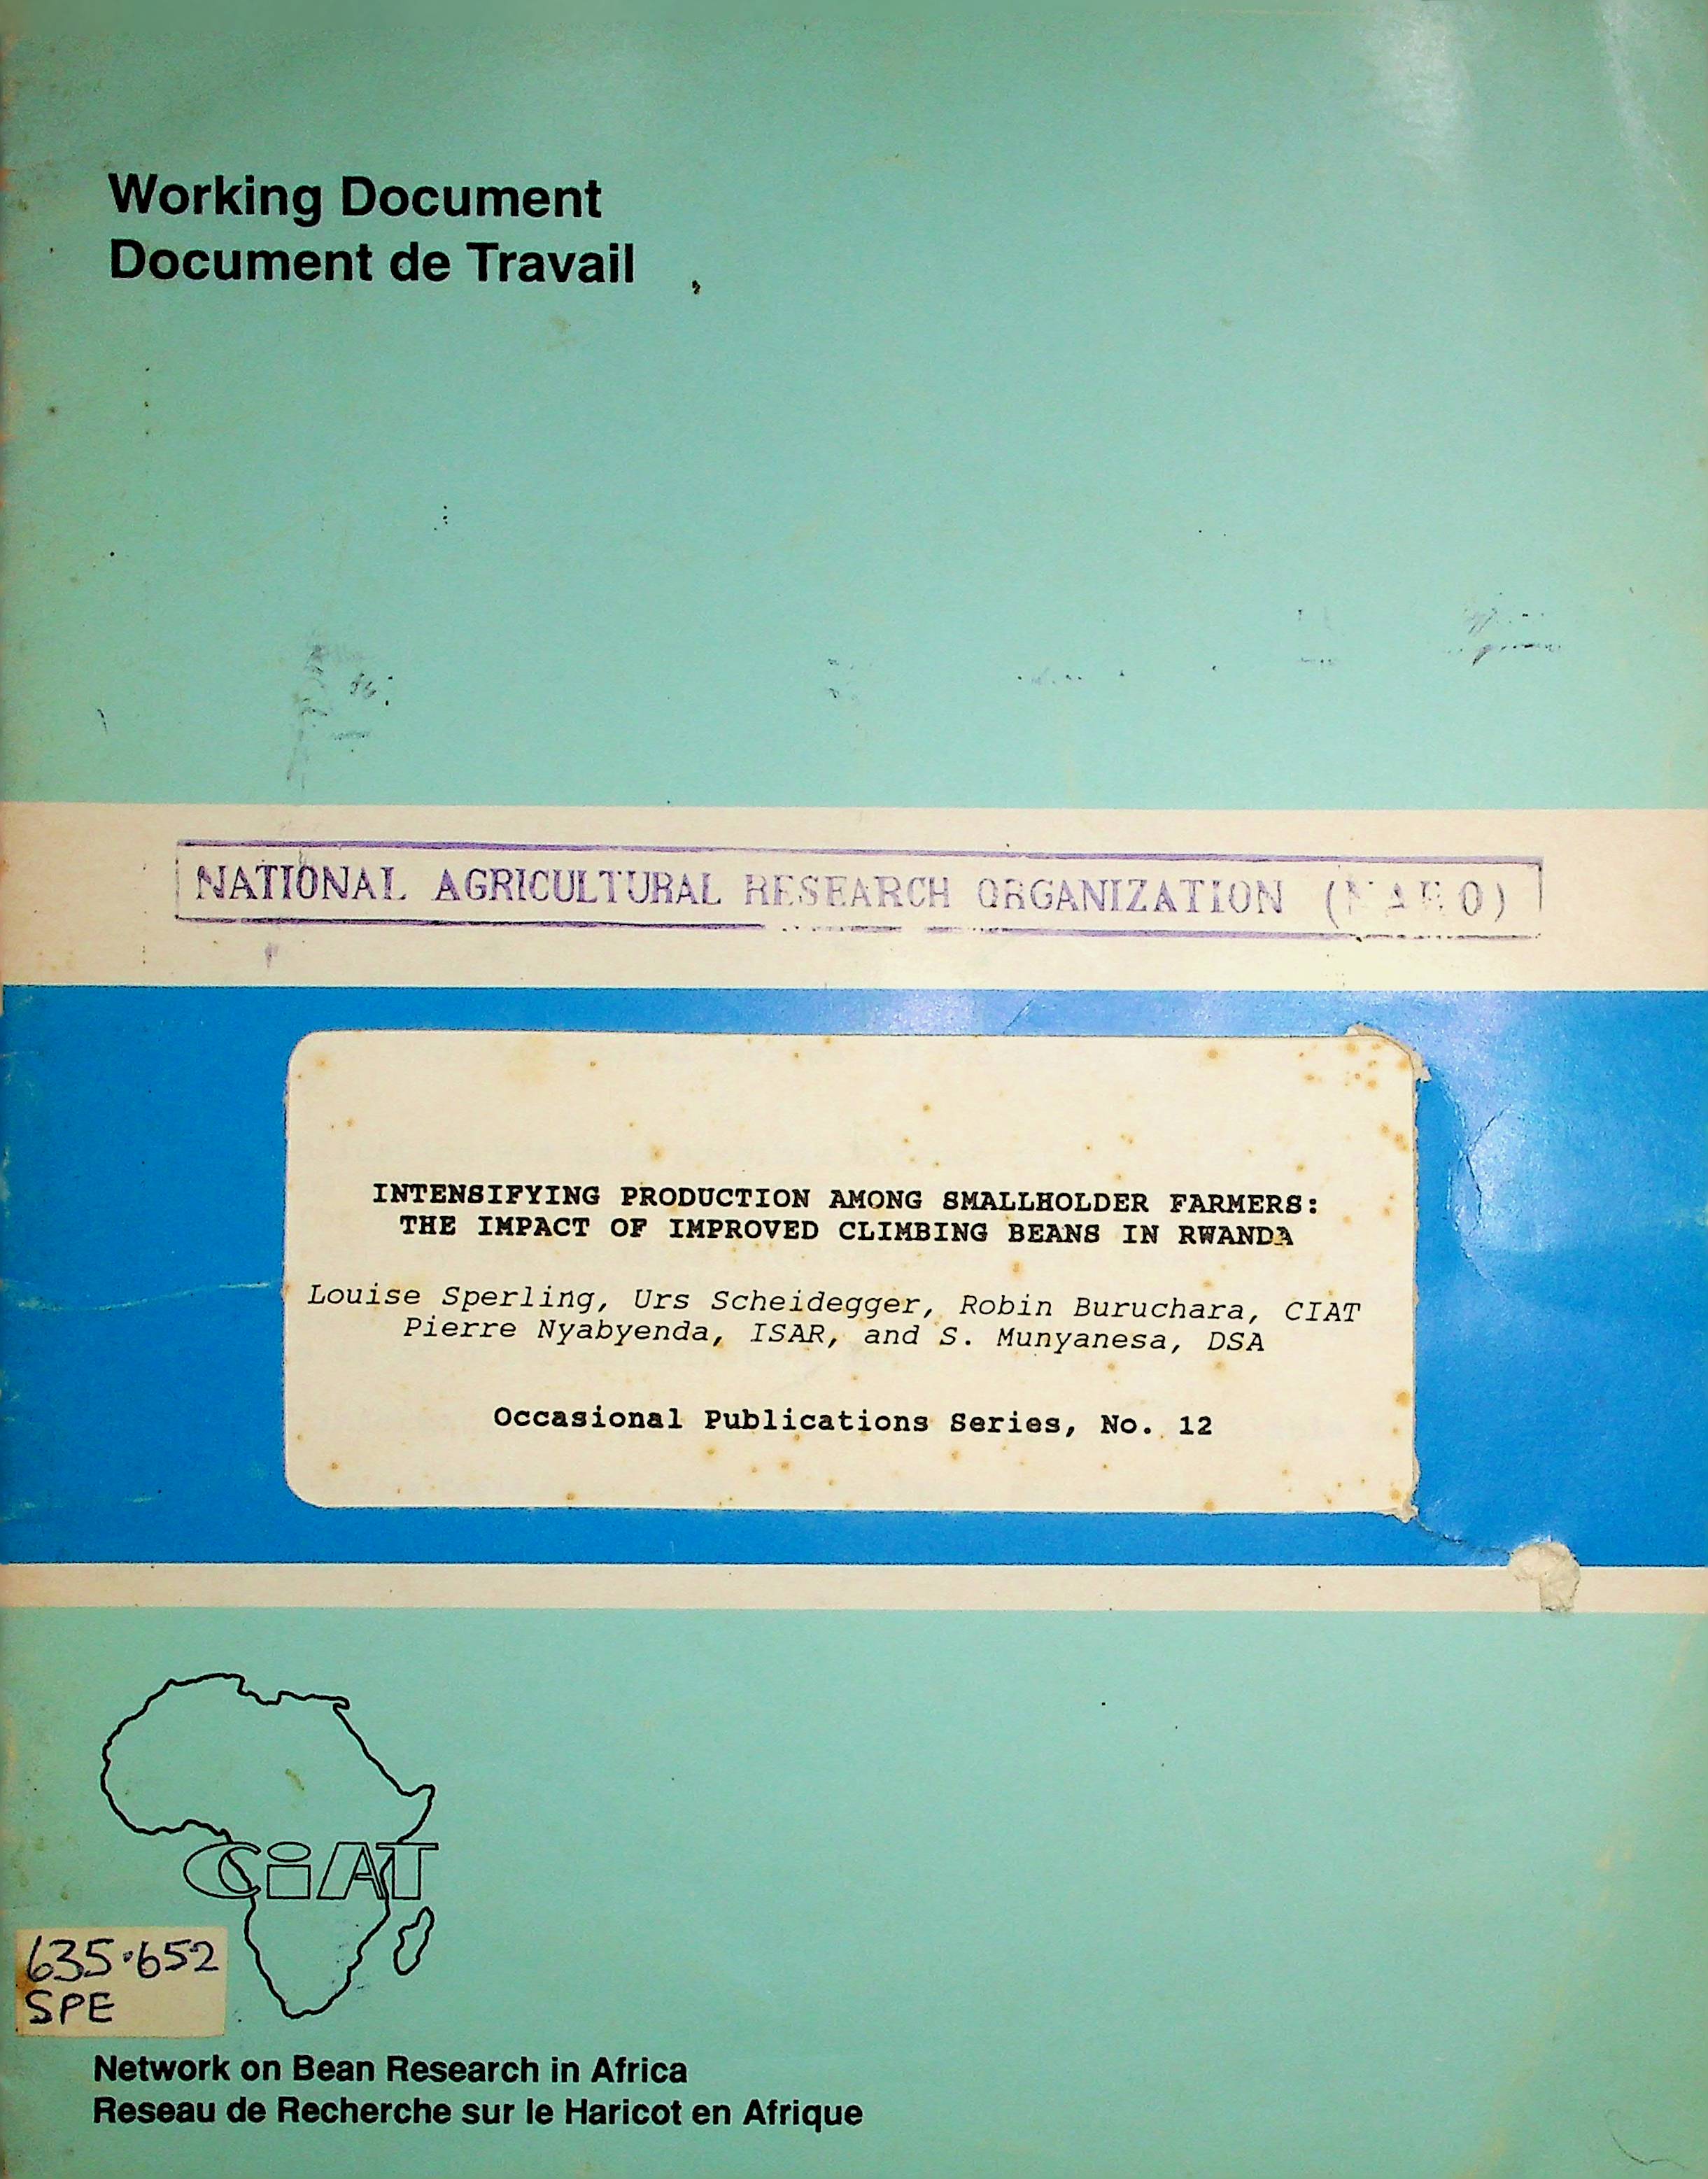 Working Document
Document de Travail
NATIONAL AGRICULTURAL RESEARCH ORGANIZATION (NARO)
INTENSIFYING PRODUCTION AMONG SMALLHOLDER FARMERS:
THE IMPACT OF IMPROVED CLIMBING BEANS IN RWANDA
Louise Sperling, Urs Scheidegger, Robin Buruchara, CIAT
Pierre Nyabyenda, ISAR, and S. Munyanesa, DSA
Occasional Publications Series, No. 12
CiAT
635.652
SPE
Network on Bean Research in Africa
Reseau de Recherche sur le Haricot en Afrique